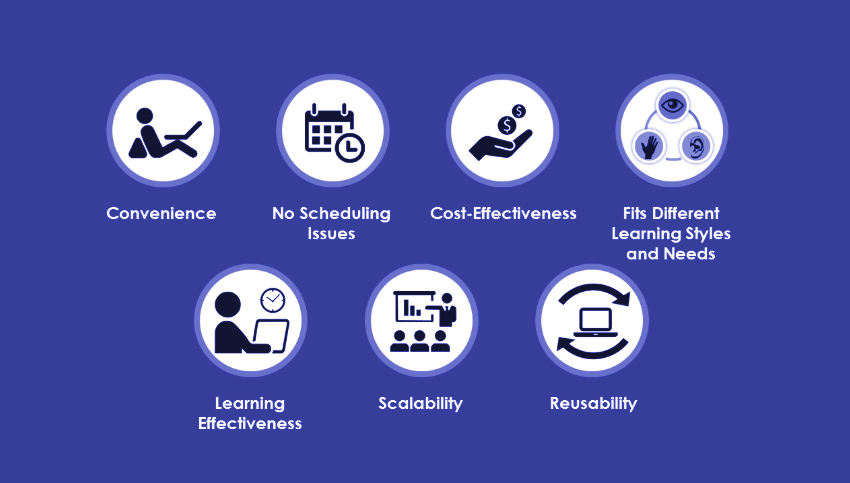 Convenience
No Scheduling
Issues
Cost-Effectiveness
Fits Different
Learning Styles
and Needs
$
$
Learning
Effectiveness
Scalability
Reusability